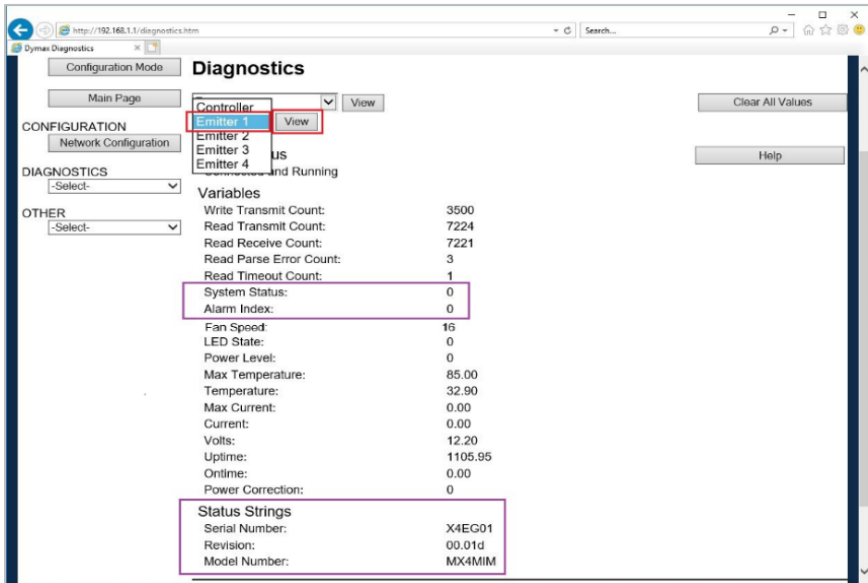 http://192.168.1.1/diagnostics.htm
Search...
Dymax Diagnostics
Configuration Mode
Diagnostics
Main Page
View
Clear All Values
Controller
Emitter 1
View
CONFIGURATION
Emitter 2
Network Configuration
Emitter 3
Help
Emitter 4
us
DIAGNOSTICS
and Running
-Select-
Variables
OTHER
-Select-
Write Transmit Count: 3500
Read Transmit Count: 7224
Read Receive Count: 7221
Read Parse Error Count: 3
Read Timeout Count: 1
System Status: 0
Alarm Index: 0
Fan Speed: 16
LED State: 0
Power Level: 0
Max Temperature: 85.00
Temperature: 32.90
Max Current: 0.00
Current: 0.00
Volts: 12.20
Uptime: 1105.95
Ontime: 0.00
Power Correction: 0
Status Strings
Serial Number: X4EG01
Revision: 00.01d
Model Number: MX4MIM